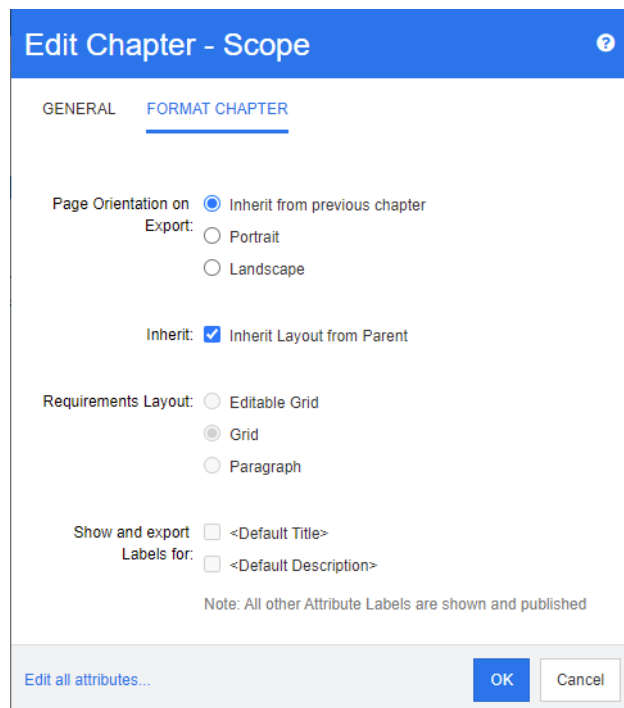 Edit Chapter - Scope
GENERAL
FORMAT CHAPTER
Page Orientation on
Export:
Inherit from previous chapter
Portrait
Landscape
Inherit:
Inherit Layout from Parent
Requirements Layout:
Editable Grid
Grid
Paragraph
Show and export
Labels for:
<Default Title>
<Default Description>
Note: All other Attribute Labels are shown and published
Edit all attributes...
OK
Cancel